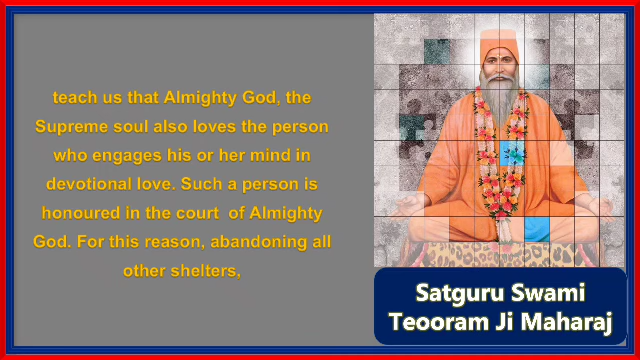 teach us that Almighty God, the
Supreme soul also loves the person
who engages his or her mind in
devotional love. Such a person is
honoured in the court of Almighty
God. For this reason, abandoning all
other shelters,
Satguru Swami
Teooram Ji Maharaj